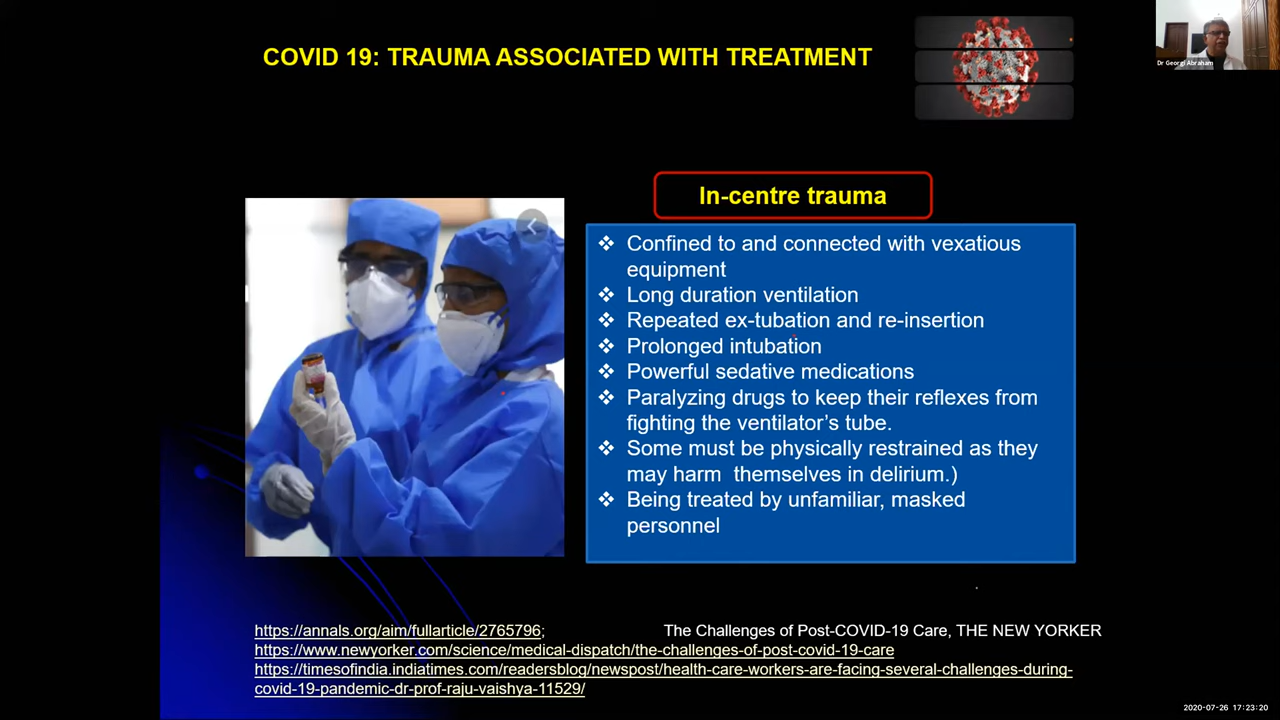 COVID 19: TRAUMA ASSOCIATED WITH TREATMENT
Dr Georgi Abraham
In-centre trauma
❖ Confined to and connected with vexatious
equipment
❖ Long duration ventilation
❖ Repeated ex-tubation and re-insertion
❖ Prolonged intubation
❖ Powerful sedative medications
❖ Paralyzing drugs to keep their reflexes from
fighting the ventilator’s tube.
❖ Some must be physically restrained as they
may harm  themselves in delirium.)
❖ Being treated by unfamiliar, masked
personnel
https://annals.org/aim/fullarticle/2765796;
The Challenges of Post-COVID-19 Care, THE NEW YORKER
https://www.newyorker.com/science/medical-dispatch/the-challenges-of-post-covid-19-care
https://timesofindia.indiatimes.com/readersblog/newspost/health-care-workers-are-facing-several-challenges-during-
covid-19-pandemic-dr-prof-raju-vaishya-11529/
2020-07-26 17:23:20